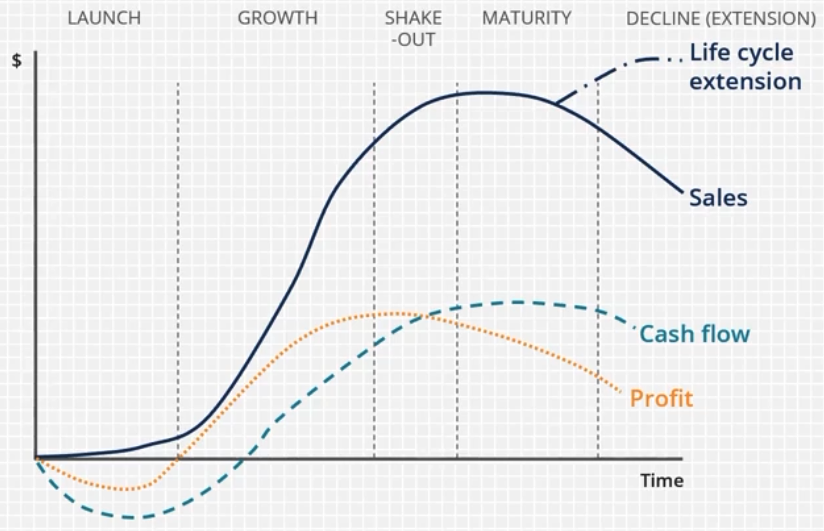 LAUNCH
GROWTH
SHAKE
-OUT
MATURITY
DECLINE (EXTENSION)
$
Life cycle
extension
Sales
Cash flow
Profit
Time